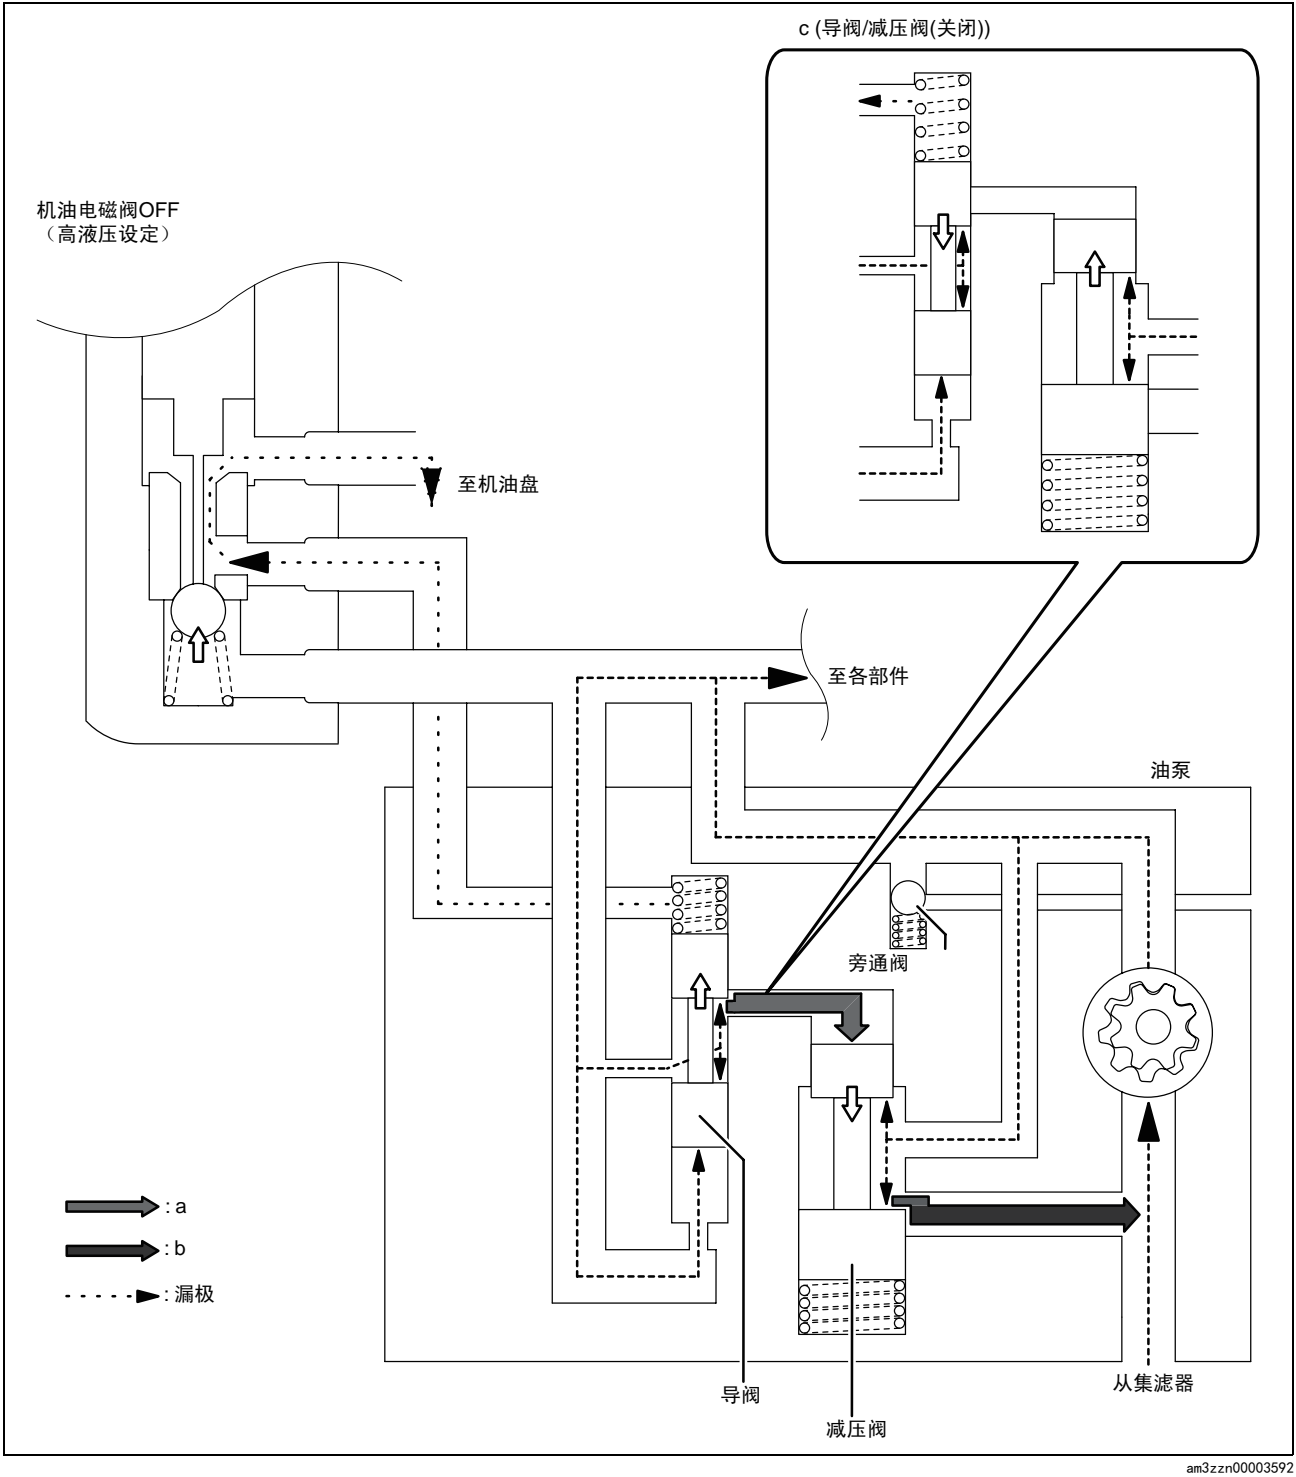 c (导阀/减压阀(关闭))
机油电磁阀OFF
（高液压设定）
至机油盘
至各部件
油泵
旁通阀
: a
: b
: 漏极
从集滤器
导阀
减压阀
am3zzn00003592